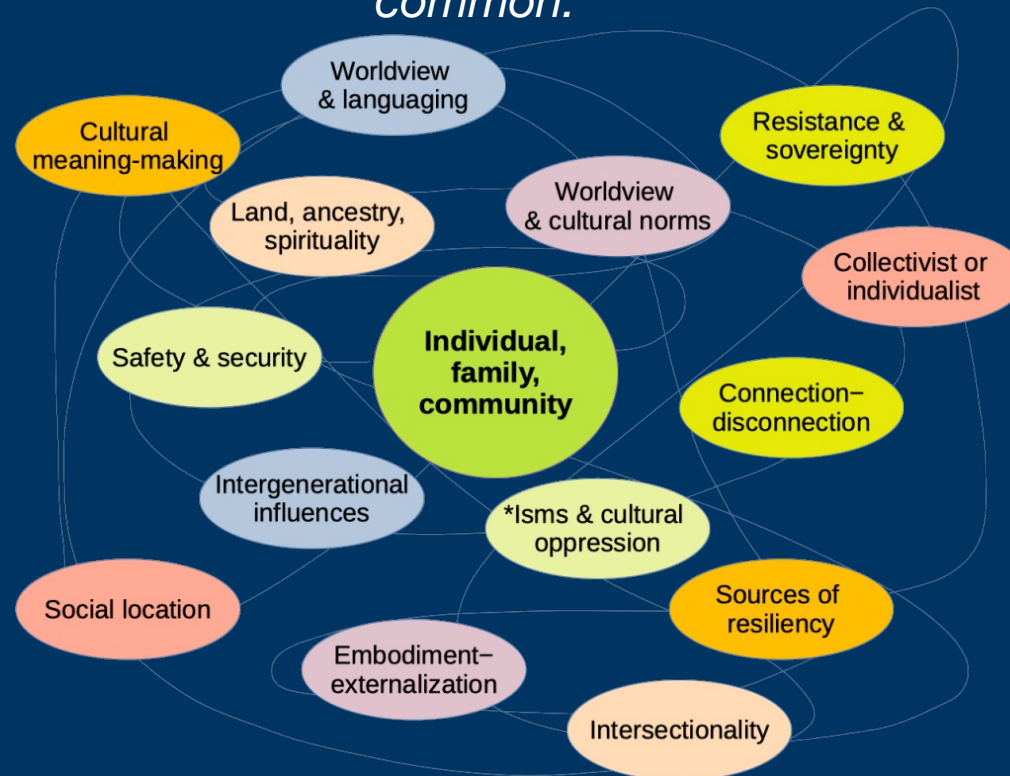 common.
Worldview
& languaging
Cultural
meaning-making
Resistance &
sovereignty
Land, ancestry,
spirituality
Worldview
& cultural norms
Collectivist or
individualist
Individual,
family,
community
Safety & security
Connection–
disconnection
Intergenerational
influences
*Isms & cultural
oppression
Social location
Sources of
resiliency
Embodiment–
externalization
Intersectionality